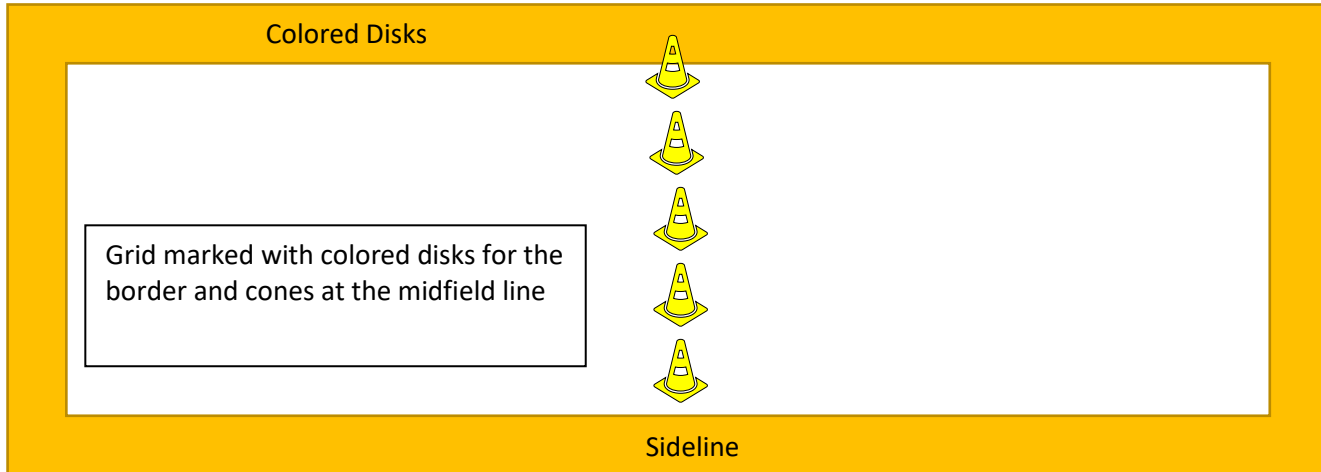 Colored Disks
Grid marked with colored disks for the
border and cones at the midfield line
Sideline